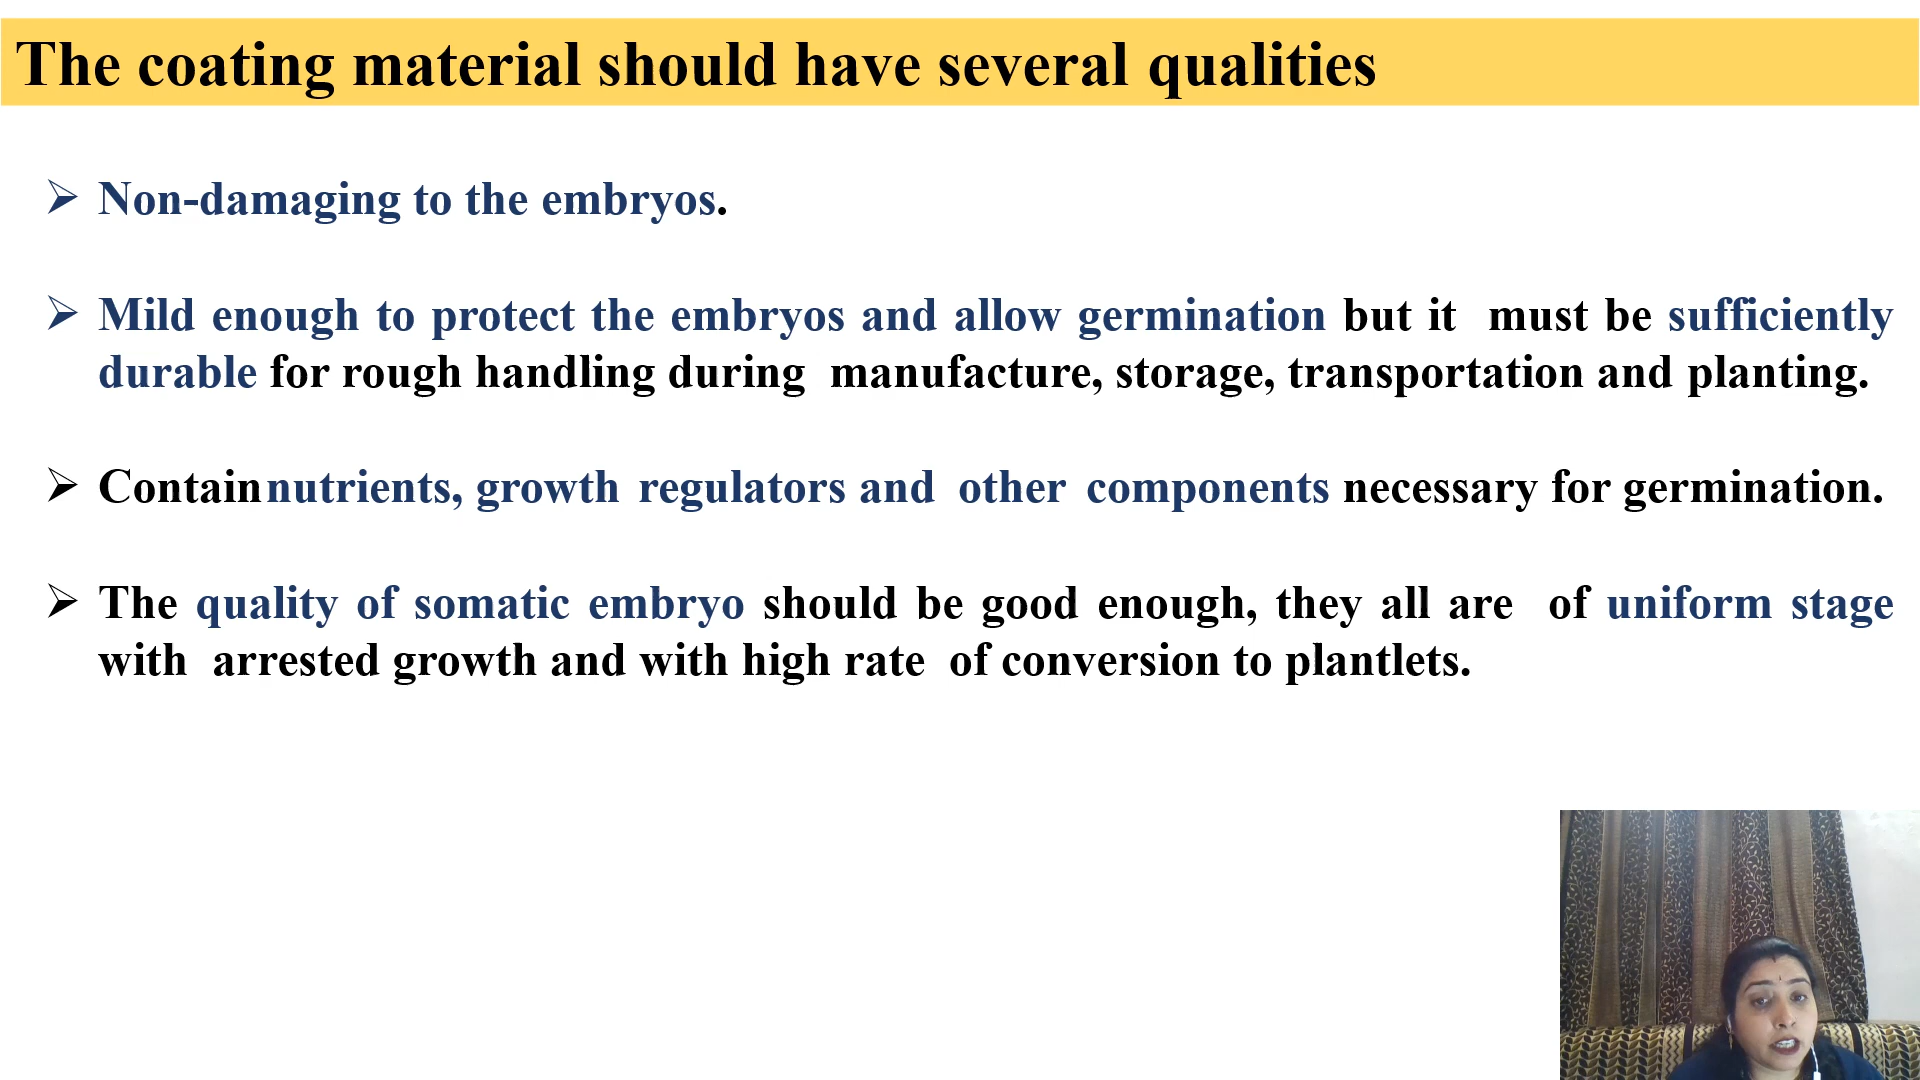 The coating material should have several qualities
➢ Non-damaging to the embryos.
➢ Mild enough to protect the embryos and allow germination but it must be sufficiently
durable for rough handling during manufacture, storage, transportation and planting.
➢ Contain nutrients, growth regulators and other components necessary for germination.
➢ The quality of somatic embryo should be good enough, they all are of uniform stage
with arrested growth and with high rate of conversion to plantlets.